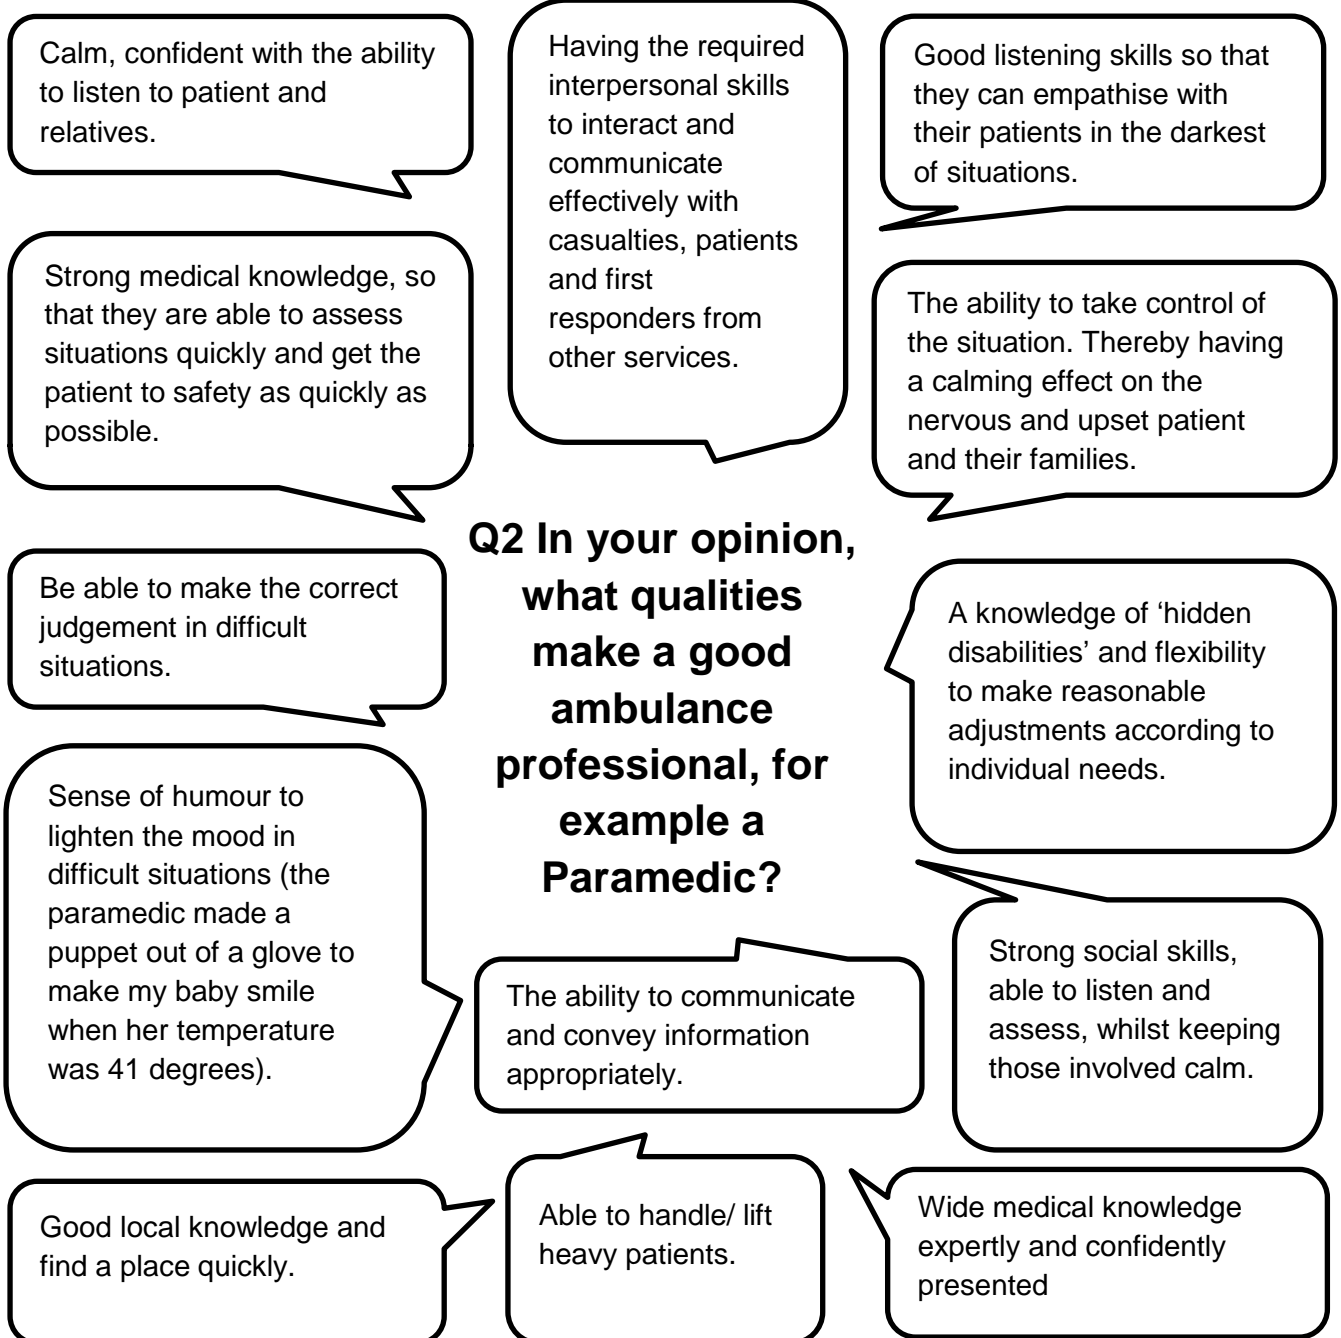 Calm, confident with the ability
to listen to patient and
relatives.
Having the required
interpersonal skills
to interact and
communicate
effectively with
casualties, patients
and first
responders from
other services.
Good listening skills so that
they can empathise with
their patients in the darkest
of situations.
Strong medical knowledge, so
that they are able to assess
situations quickly and get the
patient to safety as quickly as
possible.
The ability to take control of
the situation. Thereby having
a calming effect on the
nervous and upset patient
and their families.
Q2 In your opinion,
what qualities
make a good
ambulance
professional, for
example a
Paramedic?
Be able to make the correct
judgement in difficult
situations.
A knowledge of ‘hidden
disabilities’ and flexibility
to make reasonable
adjustments according to
individual needs.
Sense of humour to
lighten the mood in
difficult situations (the
paramedic made a
puppet out of a glove to
make my baby smile
when her temperature
was 41 degrees).
The ability to communicate
and convey information
appropriately.
Strong social skills,
able to listen and
assess, whilst keeping
those involved calm.
Good local knowledge and
find a place quickly.
Able to handle/ lift
heavy patients.
Wide medical knowledge
expertly and confidently
presented